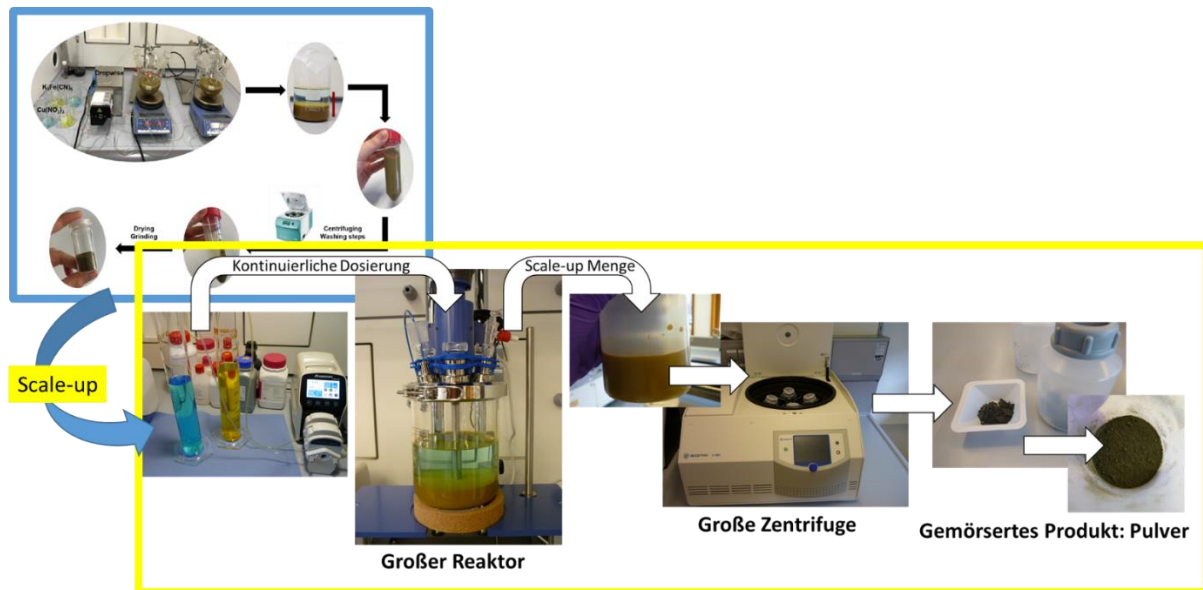 Dropwise
K₃Fe(CN)₆
Cu(NO₃)₂
Drying
Grinding
Centrifuging
Washing steps
Kontinuierliche Dosierung
Scale-up Menge
Scale-up
Große Zentrifuge
Gemörsertes Produkt: Pulver
Großer Reaktor